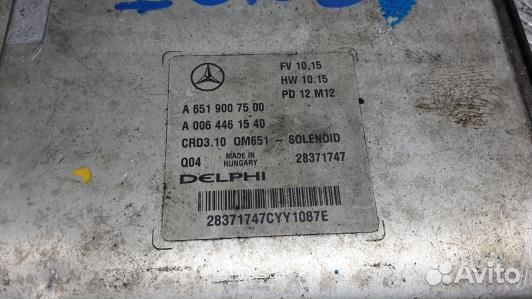 FV 10.15
HW 10.15
PD 12 M12
A 651 900 75 00
A 006 446 15 40
CRD3.10 OM651 - SOLENOID
Q04 MADE IN HUNGARY 28371747
DELPHI
28371747CYY1087E
Avito